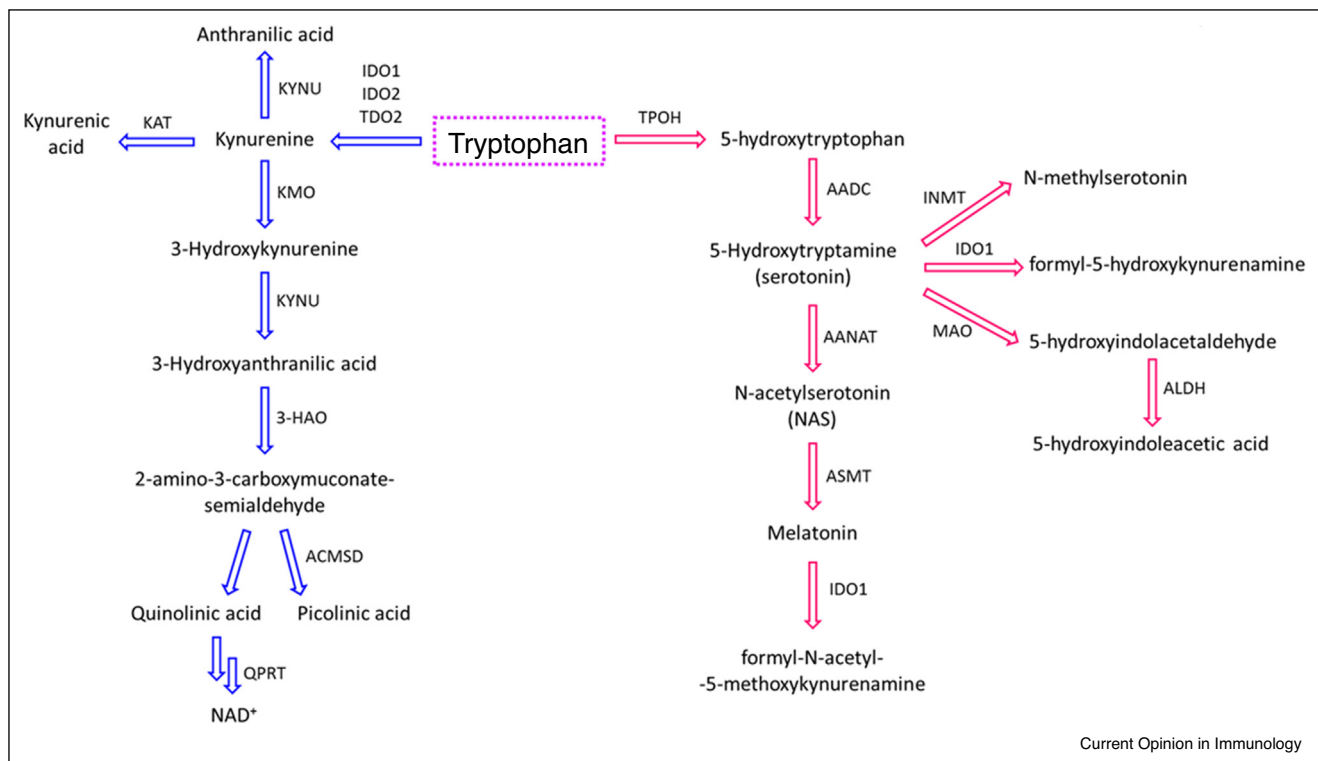 Anthranilic acid
KYNU
IDO1
IDO2
TDO2
Kynurenic
acid
KAT
Kynurenine
Tryptophan
TPOH
5-hydroxytryptophan
KMO
AADC
INMT
N-methylserotonin
3-Hydroxykynurenine
5-Hydroxytryptamine
(serotonin)
IDO1
formyl-5-hydroxykynurenamine
KYNU
AANAT
MAO
5-hydroxyindolacetaldehyde
3-Hydroxyanthranilic acid
ALDH
N-acetylserotonin
(NAS)
3-HAO
5-hydroxyindoleacetic acid
2-amino-3-carboxymuconate-
semialdehyde
ASMT
Melatonin
ACMSD
IDO1
Quinolinic acid
Picolinic acid
formyl-N-acetyl-
-5-methoxykynurenamine
QPRT
NAD⁺
Current Opinion in Immunology